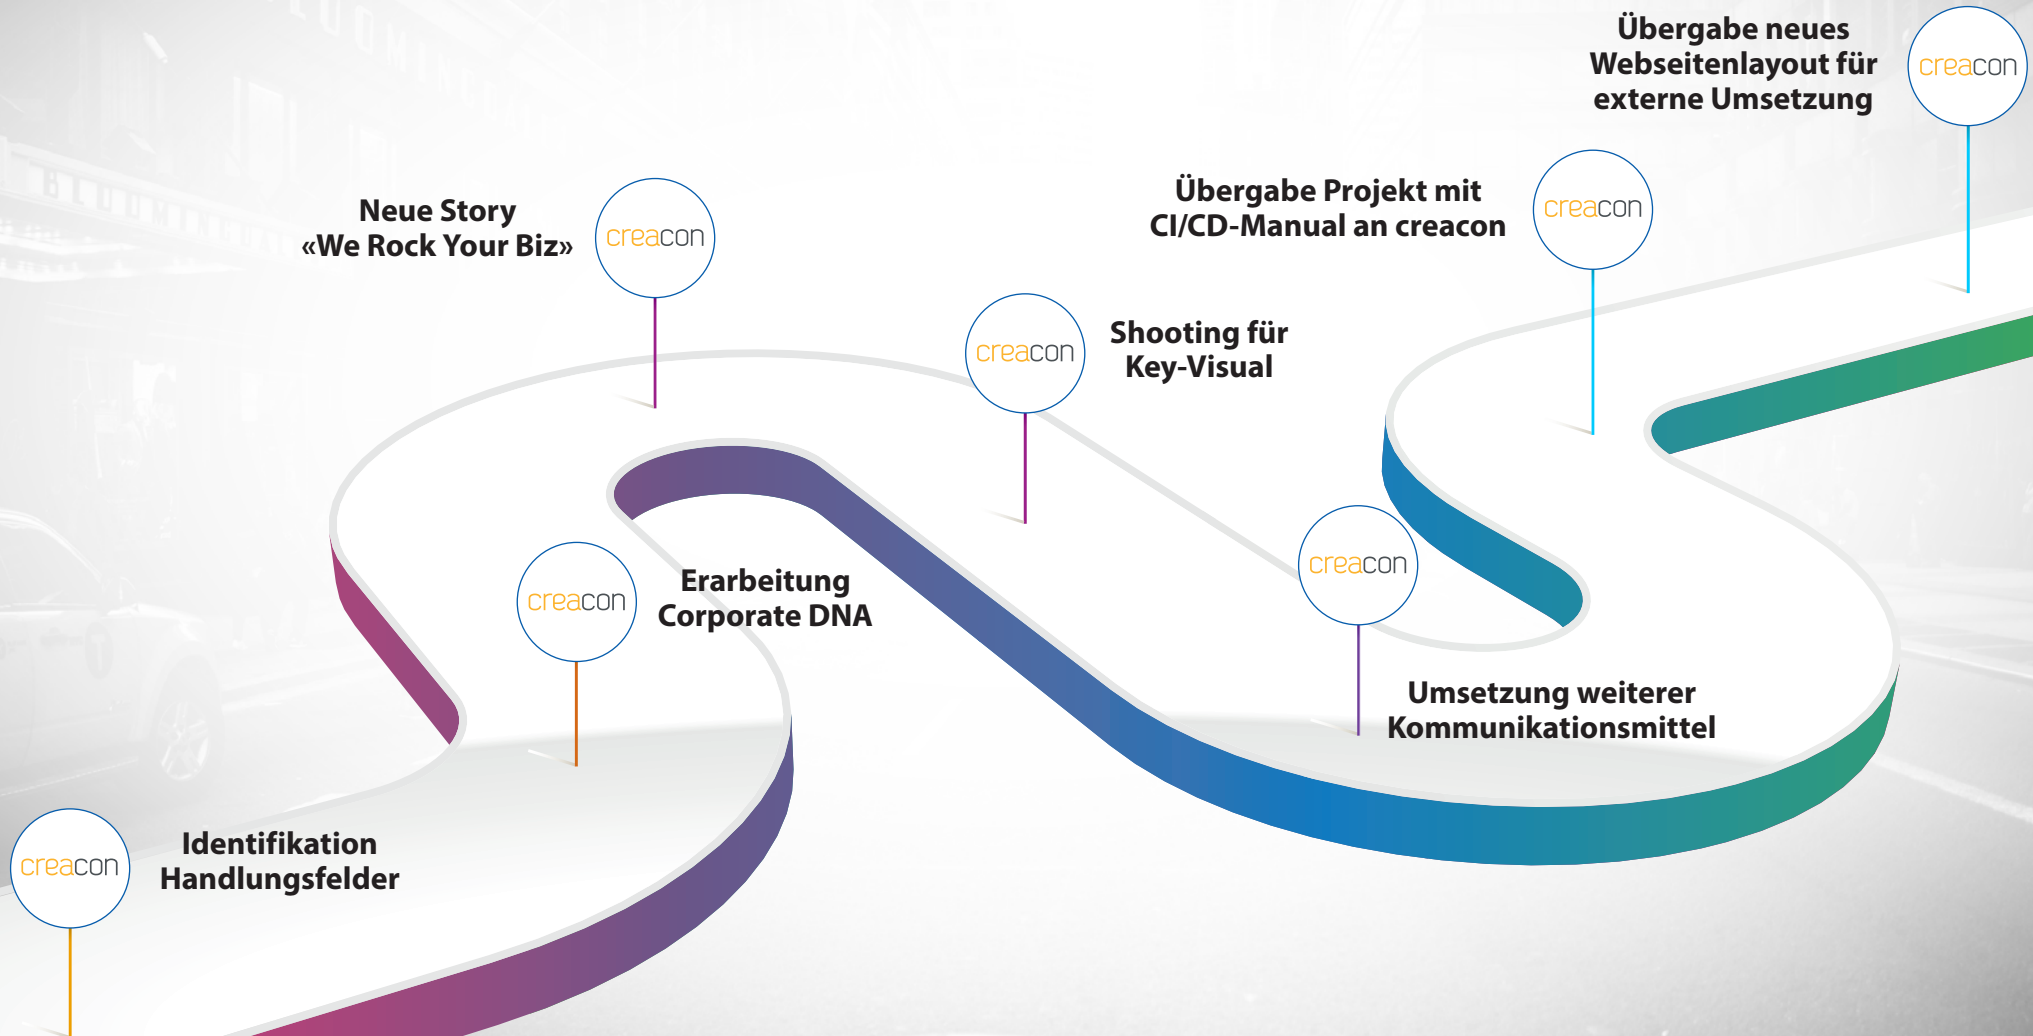 Übergabe neues
Webseitenlayout für
externe Umsetzung
creacon
Übergabe Projekt mit
CI/CD-Manual an creacon
creacon
Neue Story
«We Rock Your Biz»
creacon
creacon
Shooting für
Key-Visual
creacon
Erarbeitung
Corporate DNA
creacon
Umsetzung weiterer
Kommunikationsmittel
creacon
Identifikation
Handlungsfelder